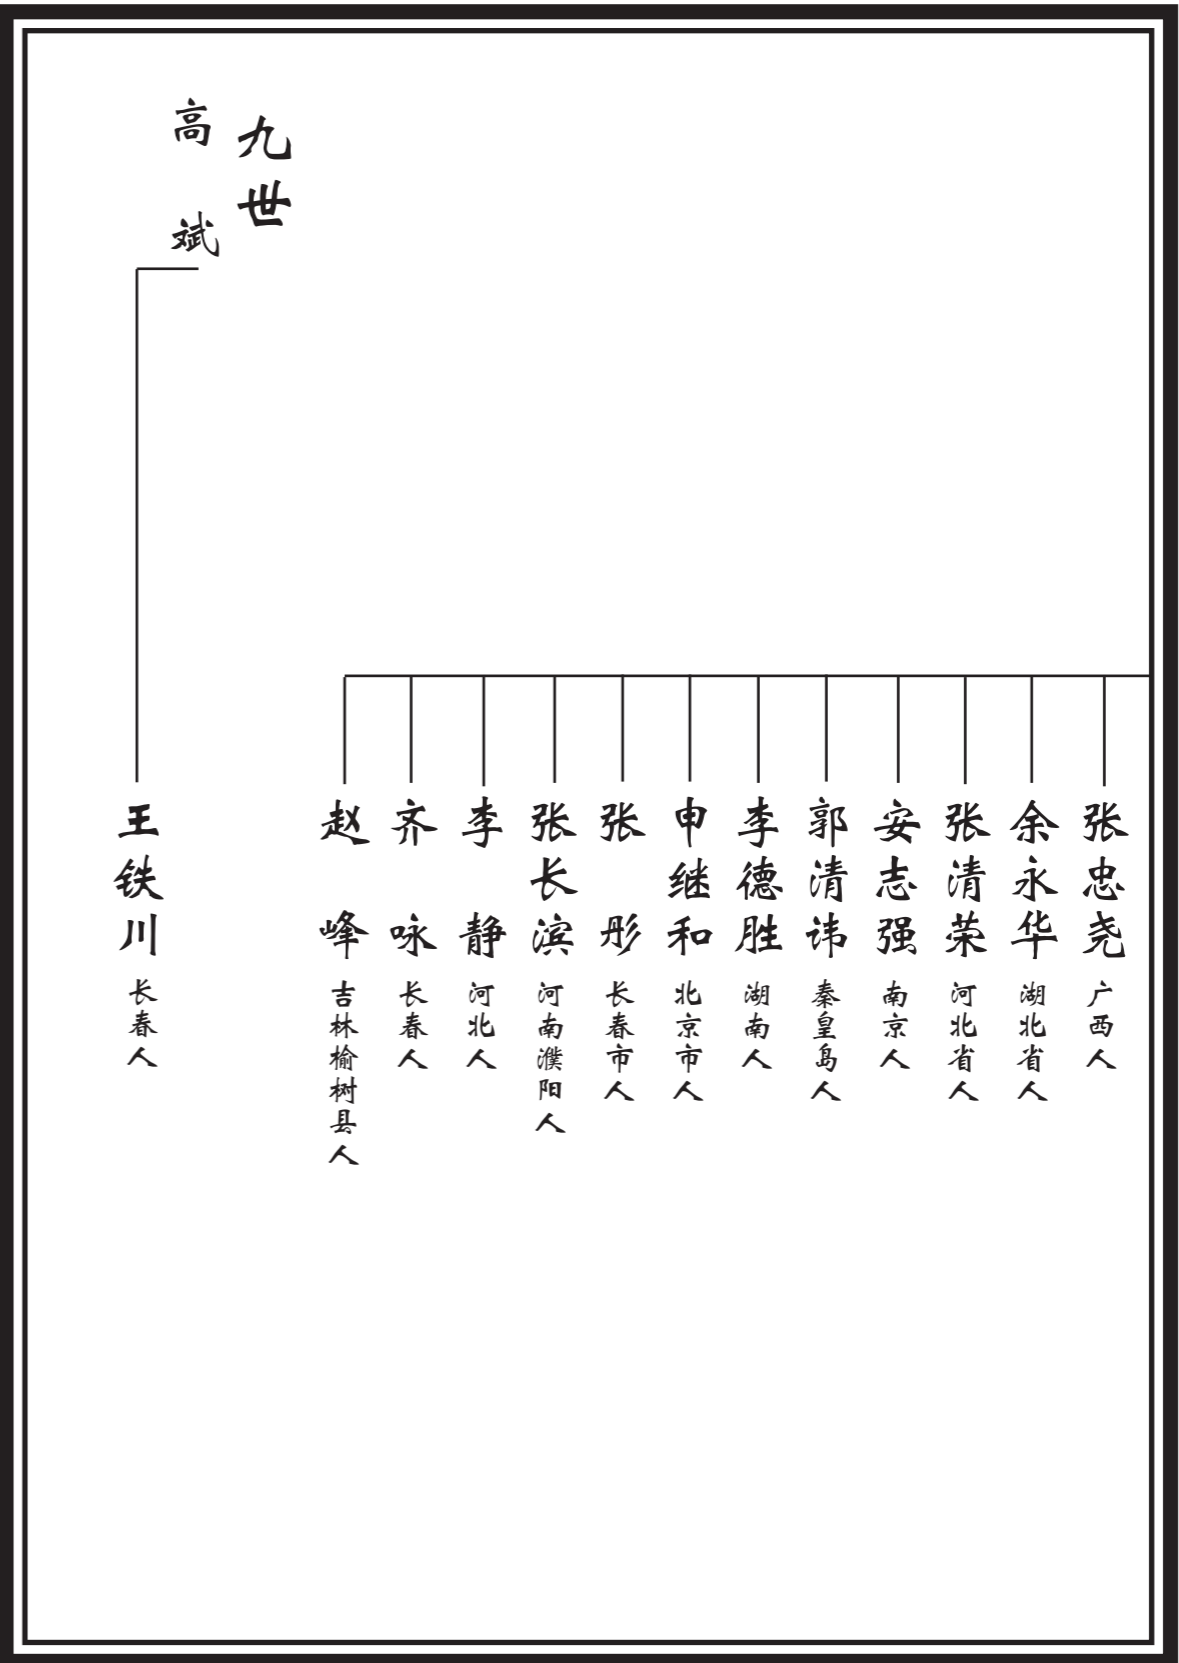 张忠尧 广西人
余永华 湖北省人
张清荣 河北省人
安志强 南京人
郭清讳 秦皇岛人
李德胜 湖南人
申继和 北京市人
张彤 长春市人
张长滨 河南濮阳人
李静 河北人
齐咏 长春人
赵峰 吉林榆树县人
九世
高斌
王铁川 长春人